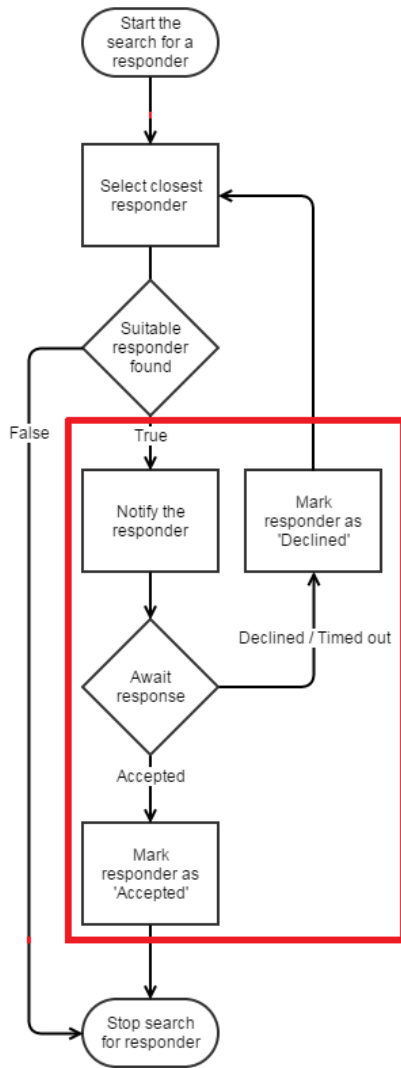 Start the
search for a
responder
Select closest
responder
Suitable
responder
found
False
True
Notify the
responder
Mark
responder as
'Declined'
Declined / Timed out
Await
response
Accepted
Mark
responder as
'Accepted'
Stop search
for responder